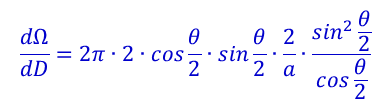 dΩ/dD = 2π · 2 · cos θ/2 · sin θ/2 · 2/a · (sin² θ/2)/(cos θ/2)